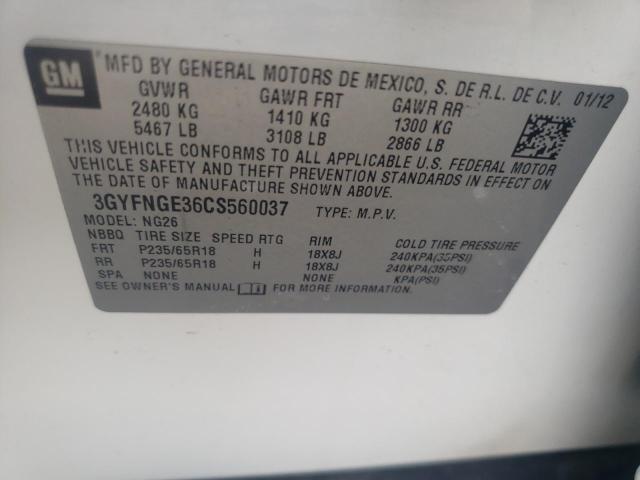 GM
MFD BY GENERAL MOTORS DE MEXICO, S. DE R.L. DE C.V. 01/12
GVWR GAWR FRT GAWR RR
2480 KG 1410 KG 1300 KG
5467 LB 3108 LB 2866 LB
THIS VEHICLE CONFORMS TO ALL APPLICABLE U.S. FEDERAL MOTOR
VEHICLE SAFETY AND THEFT PREVENTION STANDARDS IN EFFECT ON
THE DATE OF MANUFACTURE SHOWN ABOVE.
3GYFNGE36CS560037 TYPE: M.P.V.
MODEL: NG26
NBBQ TIRE SIZE SPEED RTG RIM COLD TIRE PRESSURE
FRT P235/65R18 H 18X8J 240KPA(35PSI)
RR P235/65R18 H 18X8J 240KPA(35PSI)
SPA NONE NONE KPA(PSI)
SEE OWNER'S MANUAL FOR MORE INFORMATION.